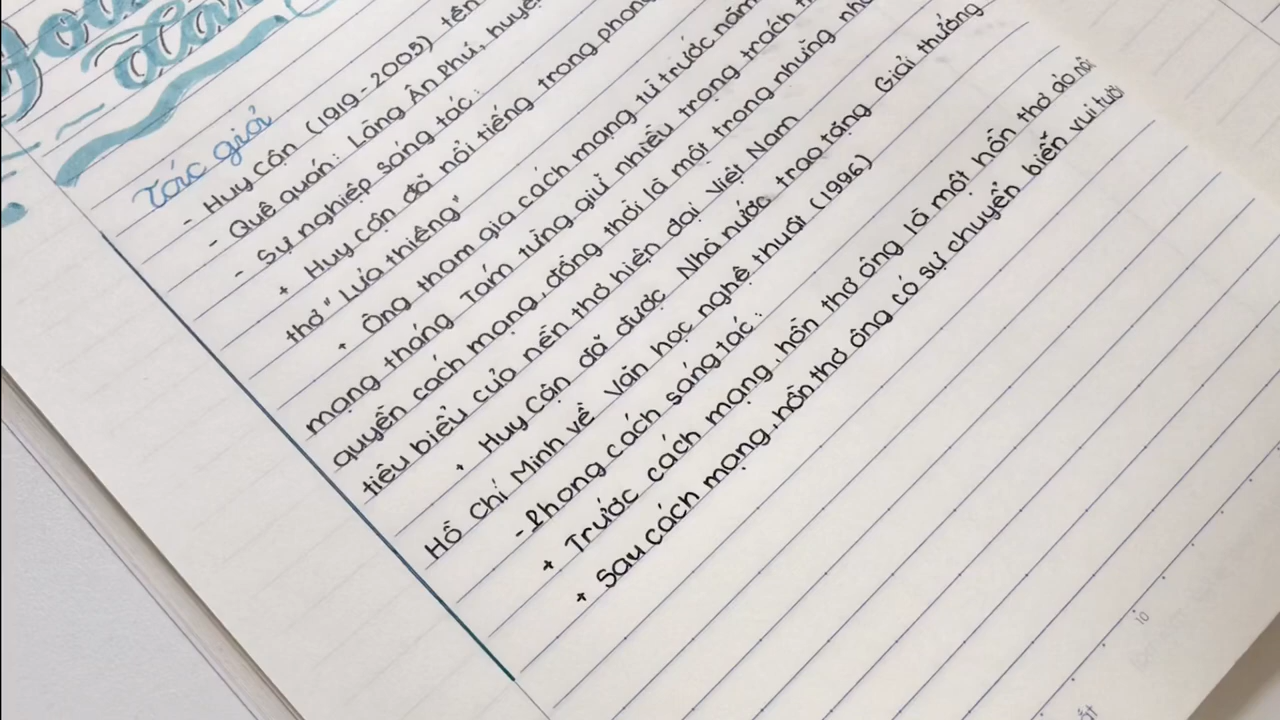 Tác giả
- Huy Cận (1919-2005) tên
- Quê quán: Làng Ân Phú, huyện
- Sự nghiệp sáng tác:
+ Huy Cận đã nổi tiếng trong phong
thơ "Lửa thiêng"
+ Ông tham gia cách mạng từ trước năm
mạng tháng Tám từng giữ nhiều trọng trách
quyền cách mạng, đồng thời là một trong những nhà
tiêu biểu của nền thơ hiện đại Việt Nam
+ Huy Cận đã được Nhà nước trao tặng Giải thưởng
Hồ Chí Minh về Văn học nghệ thuật (1996)
- Phong cách sáng tác:
+ Trước cách mạng, hồn thơ ông là một hồn thơ ảo não
+ Sau cách mạng, hồn thơ ông có sự chuyển biến vui tươi
10